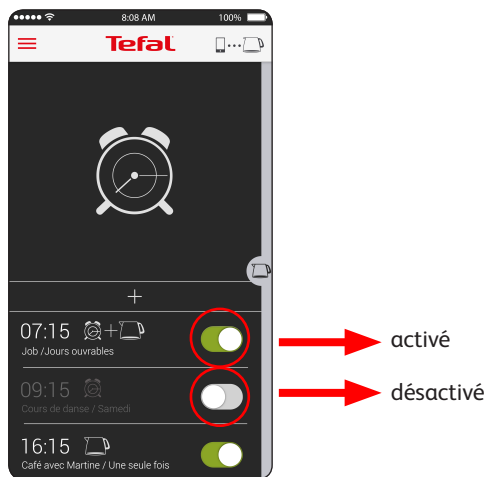 8:08 AM 100%
Tefal
+
07:15 +
Job /Jours ouvrables
activé
09:15
Cours de danse / Samedi
désactivé
16:15
Café avec Martine / Une seule fois